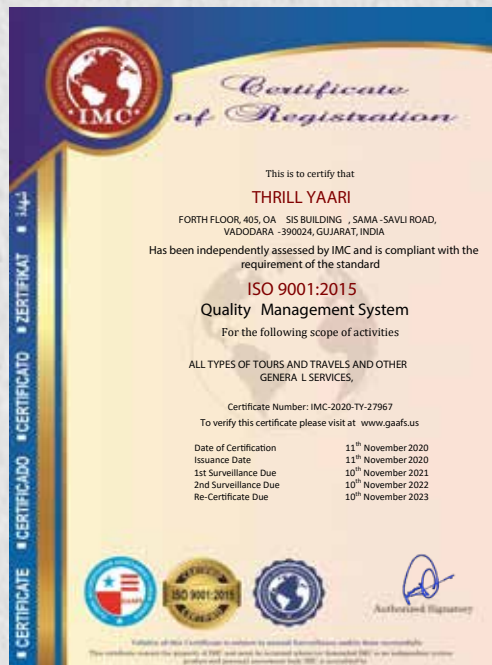 IMC
Certificate
of Registration
This is to certify that
THRILL YAARI
FORTH FLOOR, 405, OA SIS BUILDING , SAMA -SAVLI ROAD,
VADODARA -390024, GUJARAT, INDIA
Has been independently assessed by IMC and is compliant with the
requirement of the standard
ISO 9001:2015
Quality Management System
For the following scope of activities
ALL TYPES OF TOURS AND TRAVELS AND OTHER
GENERA L SERVICES,
Certificate Number: IMC-2020-TY-27967
To verify this certificate please visit at www.gaafs.us
Date of Certification 11th November 2020
Issuance Date 11th November 2020
1st Surveillance Due 10th November 2021
2nd Surveillance Due 10th November 2022
Re-Certificate Due 10th November 2023
ISO 9001:2015
Authorized Signatory
CERTIFICATE ■ CERTIFICADO ■ CERTIFICATO ■ ZERTIFIKAT ■ شهادة